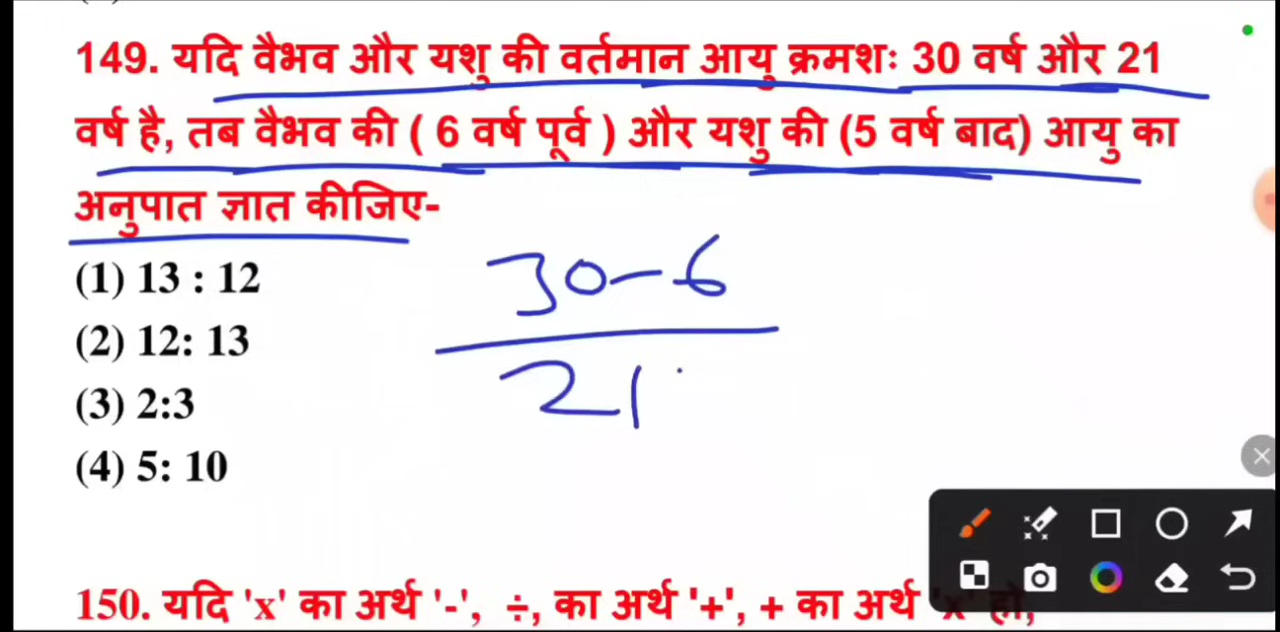 149. यदि वैभव और यशु की वर्तमान आयु क्रमशः 30 वर्ष और 21
वर्ष है, तब वैभव की ( 6 वर्ष पूर्व ) और यशु की (5 वर्ष बाद) आयु का
अनुपात ज्ञात कीजिए-
(1) 13 : 12
(2) 12: 13
(3) 2:3
(4) 5: 10
30-6
21
150. यदि 'x' का अर्थ '-', ÷, का अर्थ '+', + का अर्थ 'x' हो,